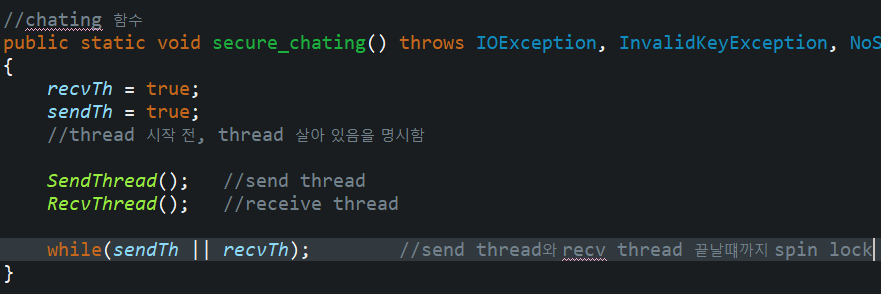 //chating 함수
public static void secure_chating() throws IOException, InvalidKeyException, NoS
{
recvTh = true;
sendTh = true;
//thread 시작 전, thread 살아 있음을 명시함
SendThread(); //send thread
RecvThread(); //receive thread
while(sendTh || recvTh); //send thread와 recv thread 끝날떄까지 spin lock
}